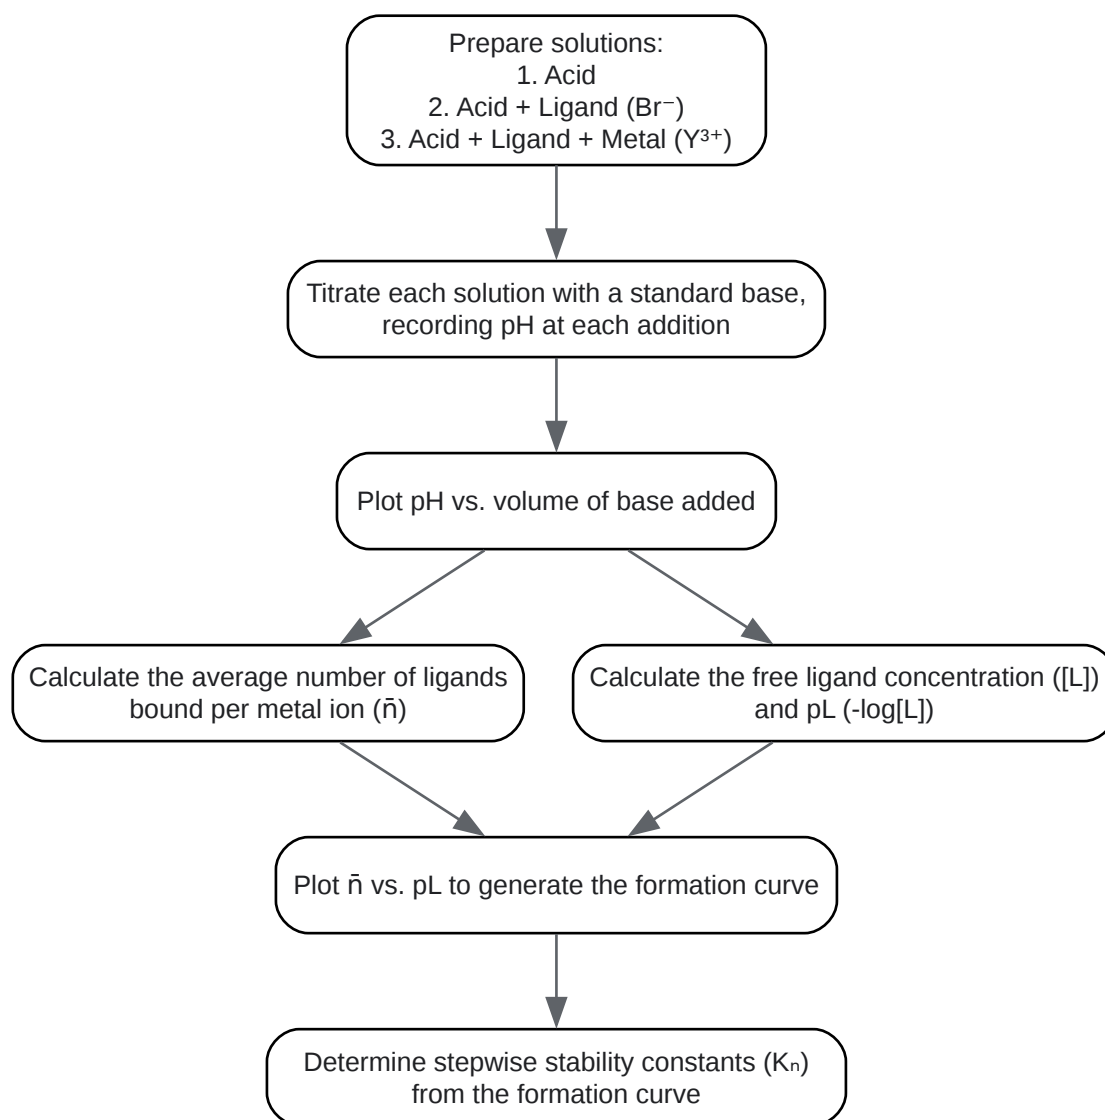 Prepare solutions:
1. Acid
2. Acid + Ligand (Br⁻)
3. Acid + Ligand + Metal (Y³⁺)
Titrate each solution with a standard base,
recording pH at each addition
Plot pH vs. volume of base added
Calculate the average number of ligands
bound per metal ion (n̄)
Calculate the free ligand concentration ([L])
and pL (-log[L])
Plot n̄ vs. pL to generate the formation curve
Determine stepwise stability constants (Kₙ)
from the formation curve